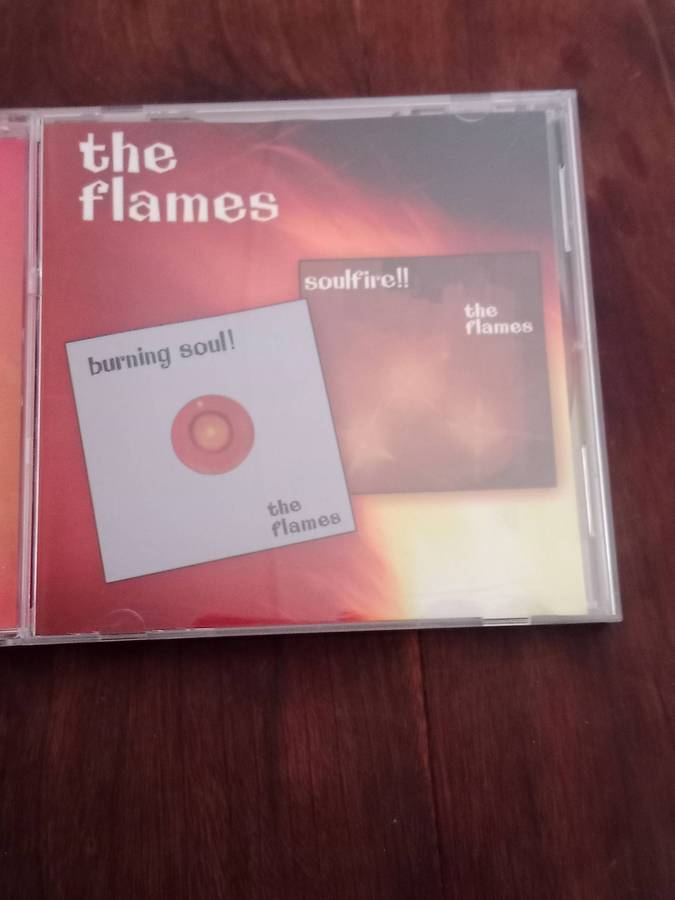 the
flames
soulfire!!
the
flames
burning soul!
the
flames